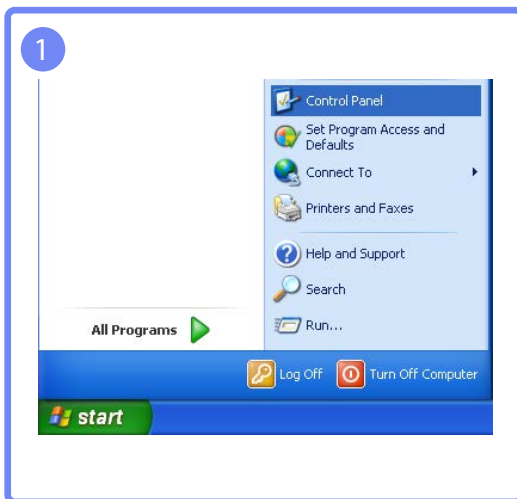 1
Control Panel
Set Program Access and
Defaults
Connect To
Printers and Faxes
Help and Support
Search
Run...
All Programs
Log Off
Turn Off Computer
start